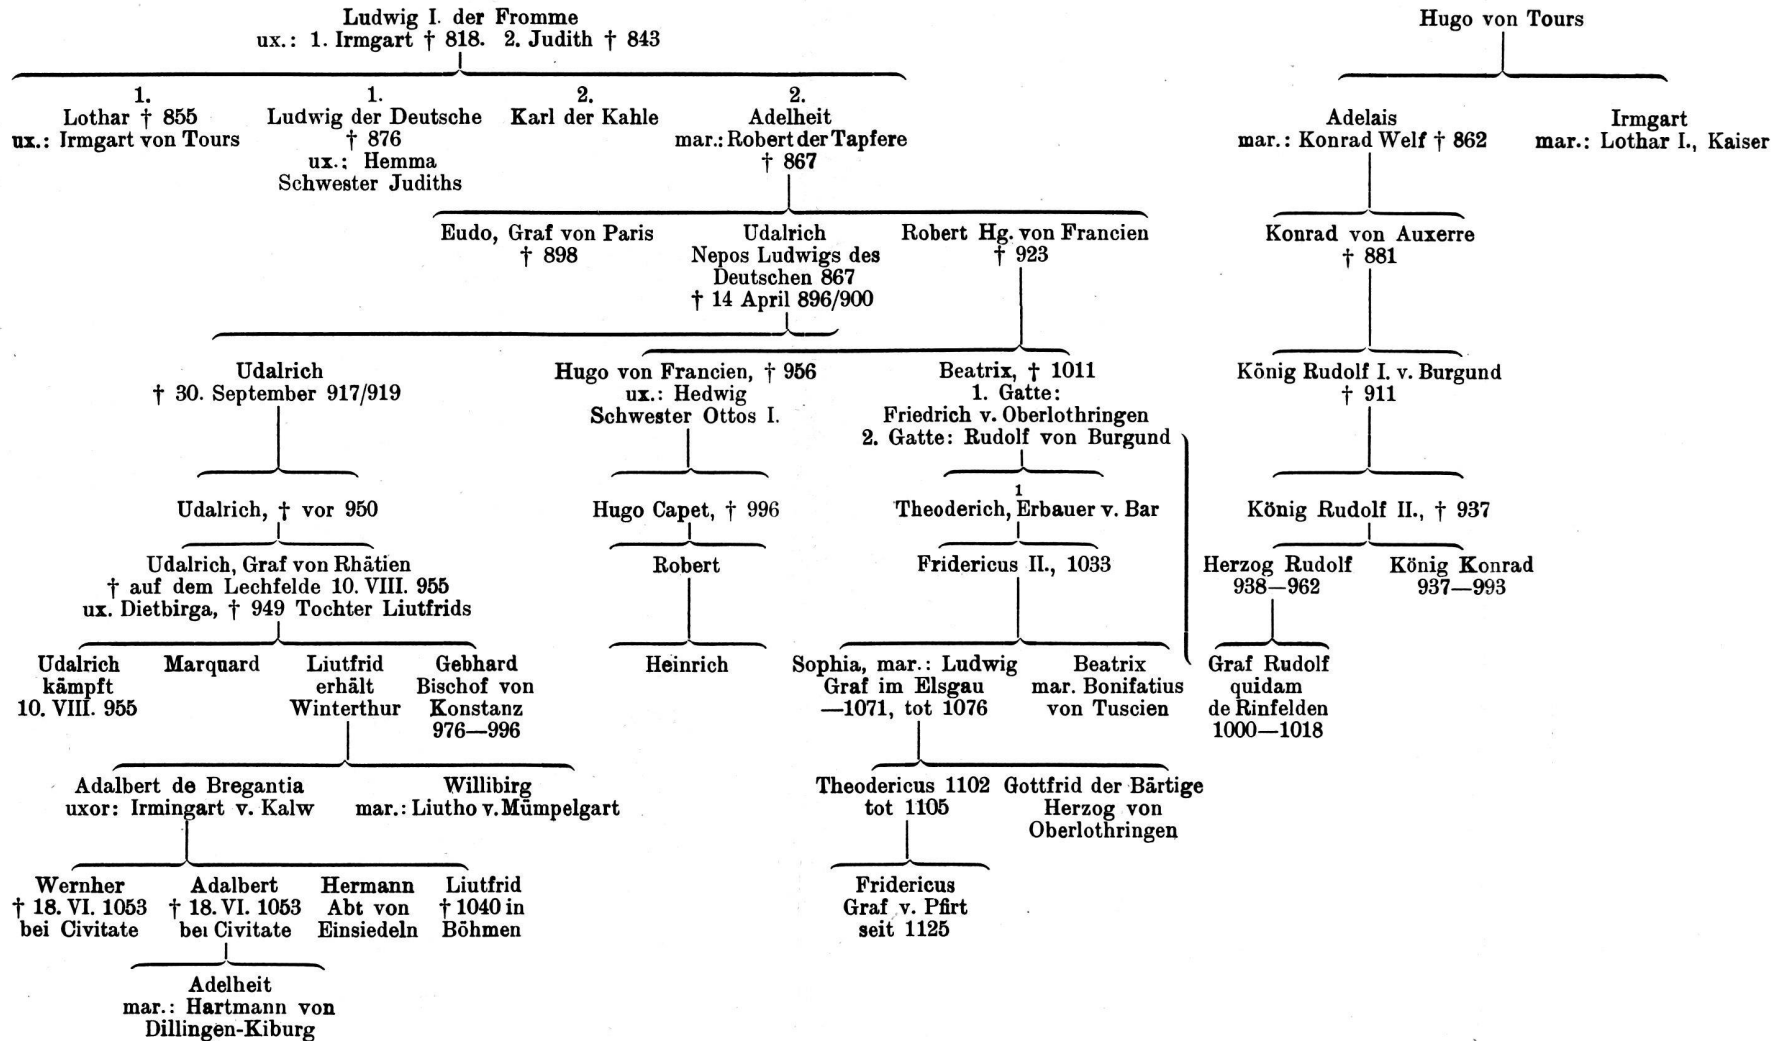 Ludwig I. der Fromme
ux.: 1. Irmgart † 818. 2. Judith † 843
Hugo von Tours
1.
Lothar † 855
ux.: Irmgart von Tours
1.
Ludwig der Deutsche
† 876
ux.: Hemma
Schwester Judiths
2.
Karl der Kahle
2.
Adelheit
mar.: Robert der Tapfere
† 867
Adelais
mar.: Konrad Welf † 862
Irmgart
mar.: Lothar I., Kaiser
Eudo, Graf von Paris
† 898
Udalrich
Nepos Ludwigs des
Deutschen 867
† 14 April 896/900
Robert Hg. von Francien
† 923
Konrad von Auxerre
† 881
Udalrich
† 30. September 917/919
Hugo von Francien, † 956
ux.: Hedwig
Schwester Ottos I.
Beatrix, † 1011
1. Gatte:
Friedrich v. Oberlothringen
2. Gatte: Rudolf von Burgund
König Rudolf I. v. Burgund
† 911
Udalrich, † vor 950
Hugo Capet, † 996
1
Theoderich, Erbauer v. Bar
König Rudolf II., † 937
Udalrich, Graf von Rhätien
† auf dem Lechfelde 10. VIII. 955
ux. Dietbirga, † 949 Tochter Liutfrids
Robert
Fridericus II., 1033
Herzog Rudolf
938—962
König Konrad
937—993
Udalrich
kämpft
10. VIII. 955
Marquard
Liutfrid
erhält
Winterthur
Gebhard
Bischof von
Konstanz
976—996
Heinrich
Sophia, mar.: Ludwig
Graf im Elsgau
—1071, tot 1076
Beatrix
mar. Bonifatius
von Tuscien
Graf Rudolf
quidam
de Rinfelden
1000—1018
Adalbert de Bregantia
uxor: Irmingart v. Kalw
Willibirg
mar.: Liutho v. Mümpelgart
Theodericus 1102
tot 1105
Gottfrid der Bärtige
Herzog von
Oberlothringen
Wernher
† 18. VI. 1053
bei Civitate
Adalbert
† 18. VI. 1053
bei Civitate
Hermann
Abt von
Einsiedeln
Liutfrid
† 1040 in
Böhmen
Fridericus
Graf v. Pfirt
seit 1125
Adelheit
mar.: Hartmann von
Dillingen-Kiburg